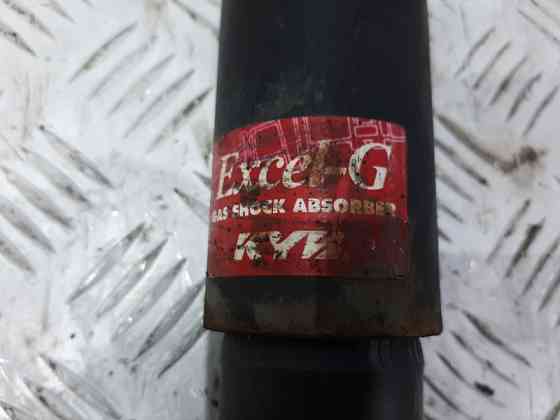 Excel-G
GAS SHOCK ABSORBER
KYB